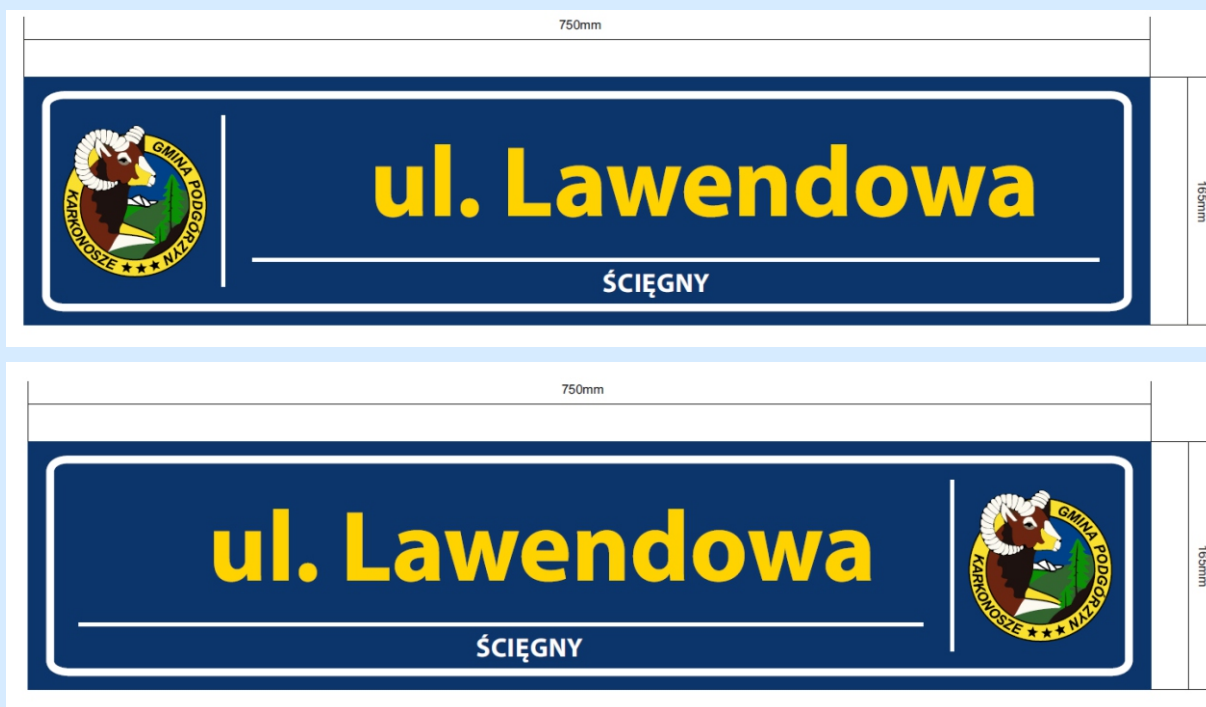 750mm
GMINA PODGÓRZYN
KARKONOSZE
ul. Lawendowa
ŚCIĘGNY
165mm
750mm
ul. Lawendowa
ŚCIĘGNY
GMINA PODGÓRZYN
KARKONOSZE
165mm